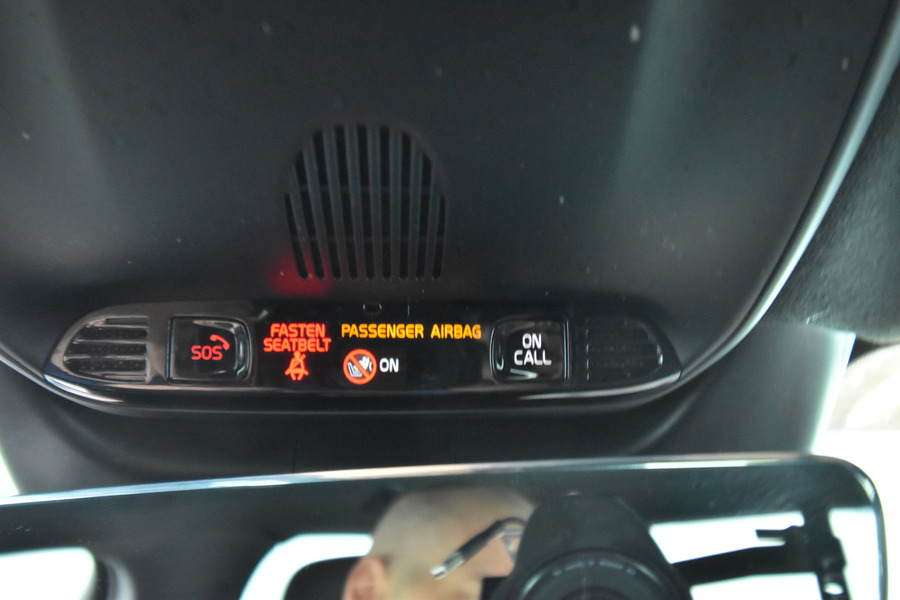 SOS
FASTEN
SEATBELT
PASSENGER AIRBAG
ON
ON
CALL